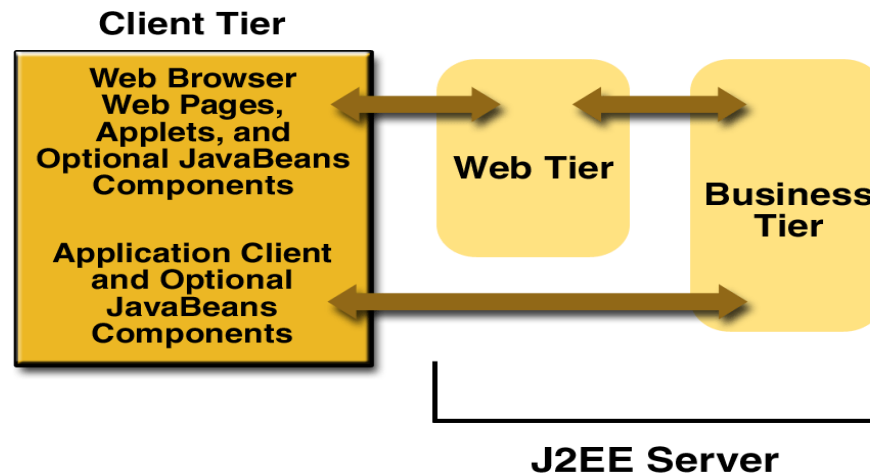 Client Tier
Web Browser
Web Pages,
Applets, and
Optional JavaBeans
Components
Application Client
and Optional
JavaBeans
Components
Web Tier
Business
Tier
J2EE Server